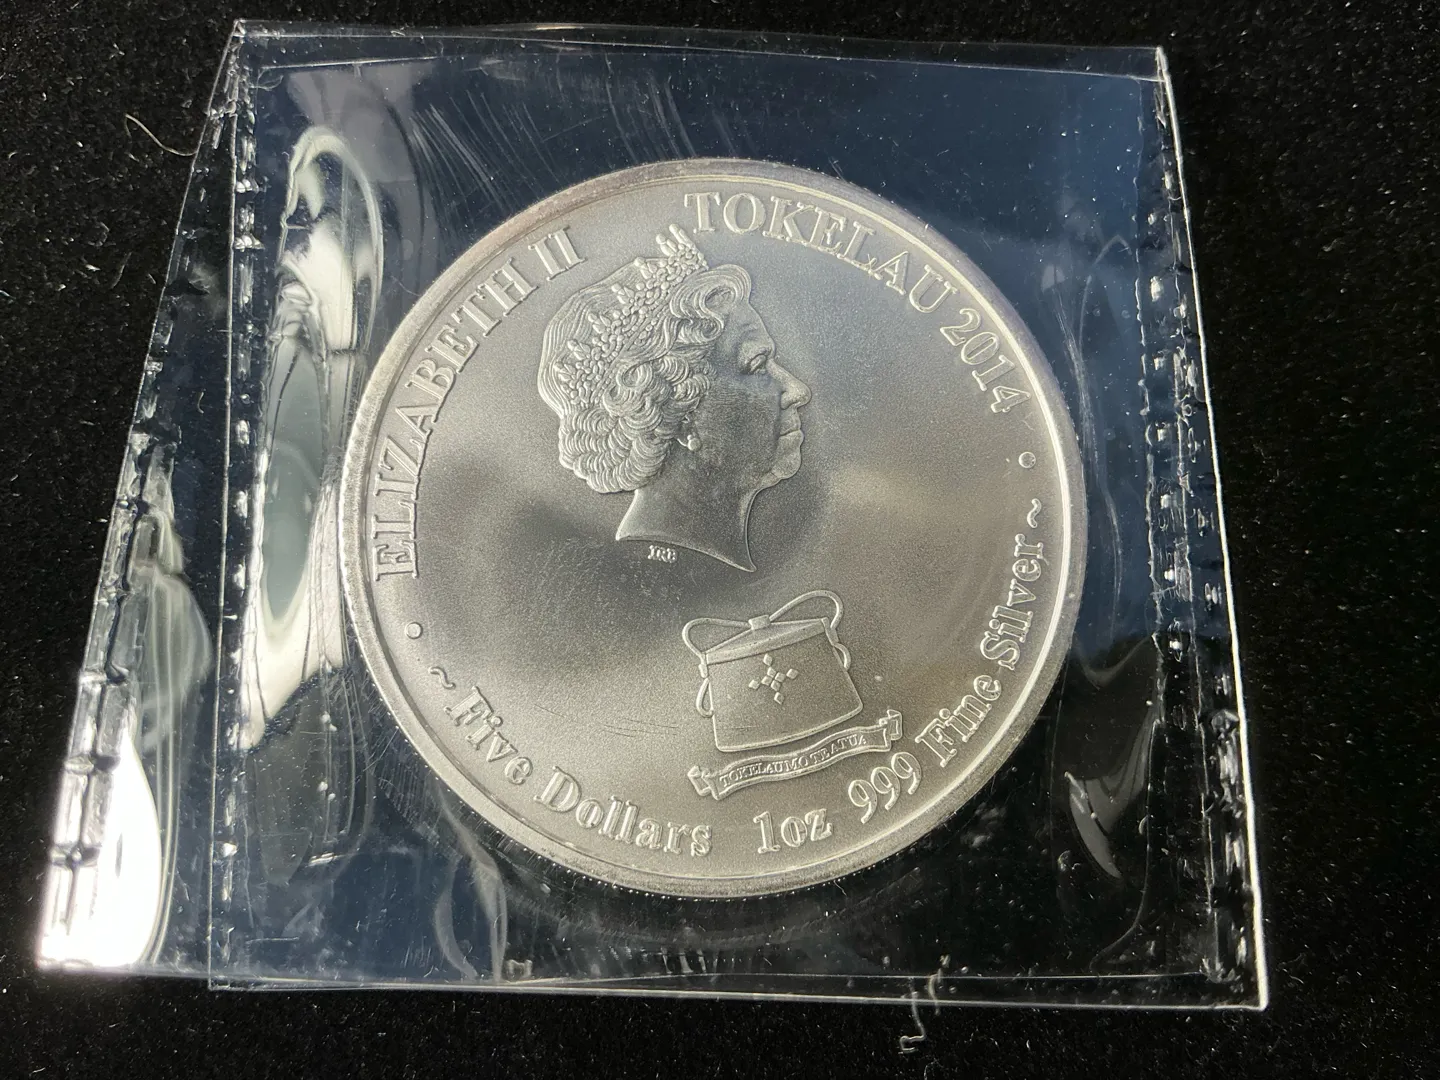 ELIZABETH II
TOKELAU 2014
IRB
TOKELAU MO TE ATUA
~ Five Dollars 1oz 999 Fine Silver ~